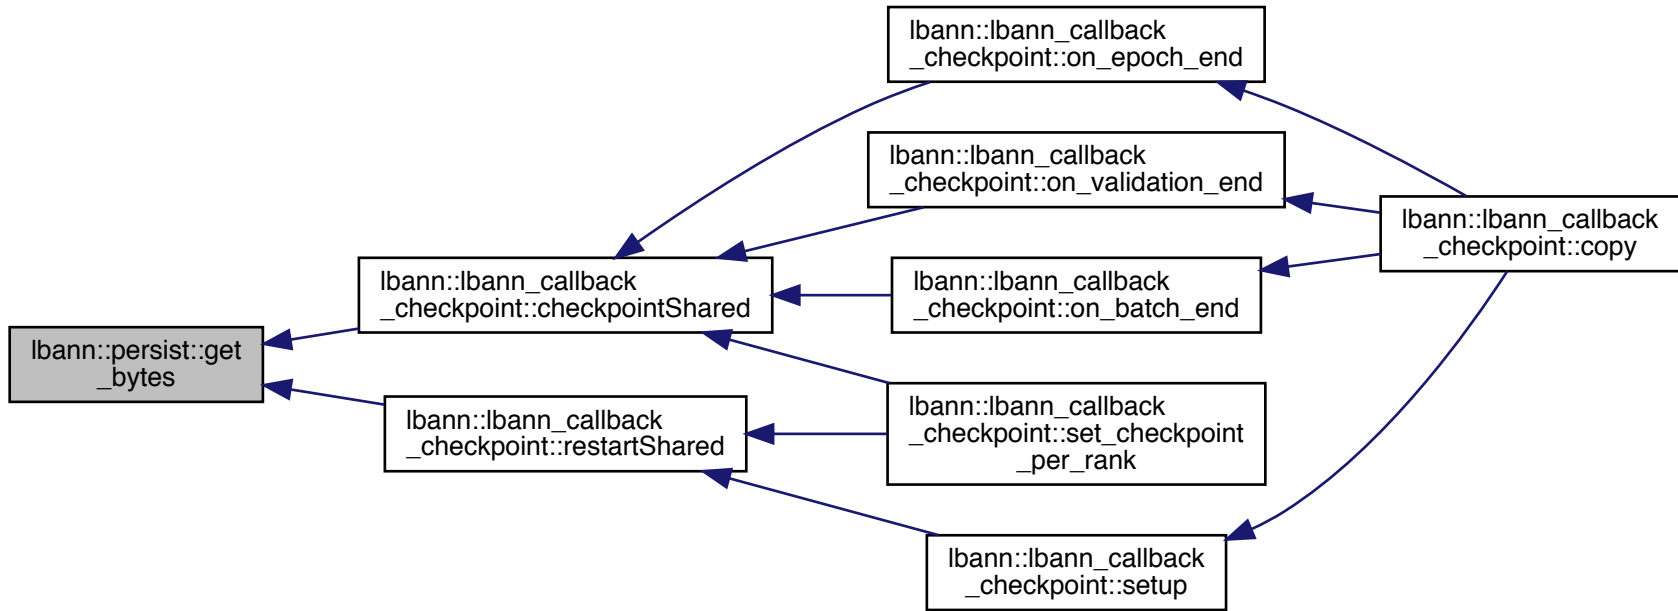 lbann::lbann_callback
_checkpoint::on_epoch_end
lbann::lbann_callback
_checkpoint::on_validation_end
lbann::lbann_callback
_checkpoint::copy
lbann::lbann_callback
_checkpoint::checkpointShared
lbann::lbann_callback
_checkpoint::on_batch_end
lbann::persist::get
_bytes
lbann::lbann_callback
_checkpoint::restartShared
lbann::lbann_callback
_checkpoint::set_checkpoint
_per_rank
lbann::lbann_callback
_checkpoint::setup